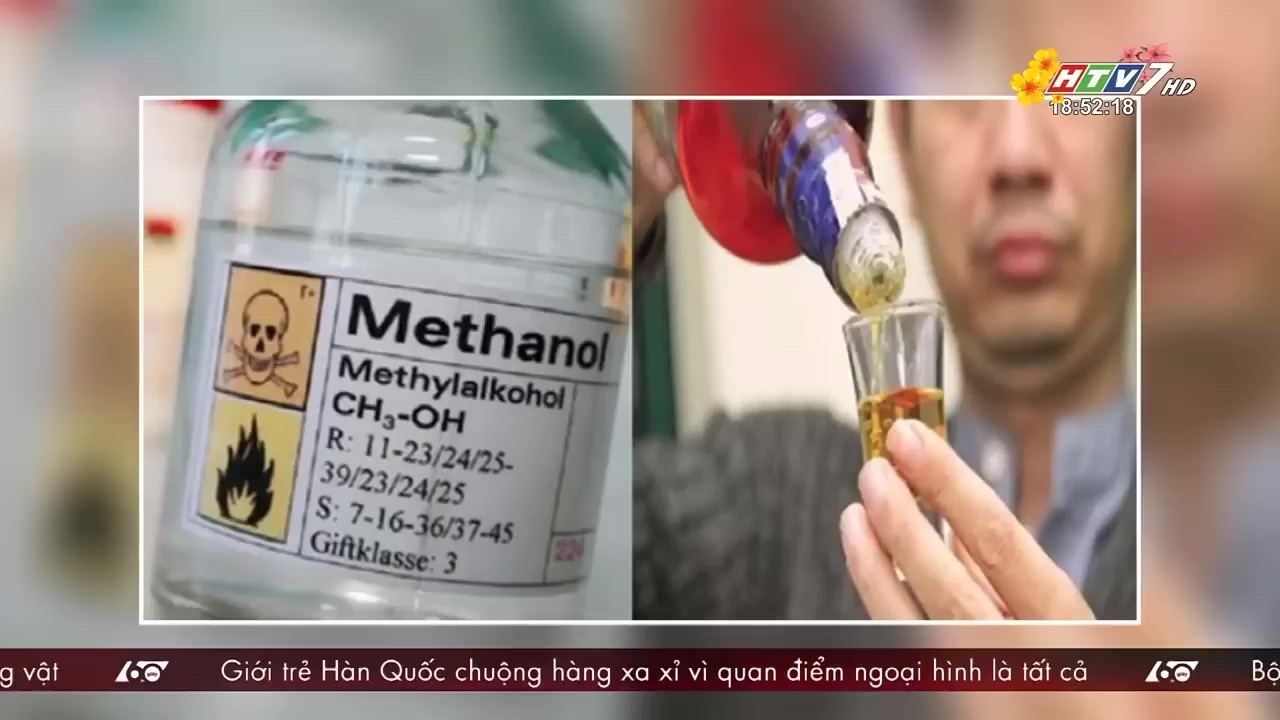 HTV7 HD
18:52:18
Methanol
Methylalkohol
CH₃-OH
R: 11-23/24/25-
39/23/24/25
S: 7-16-36/37-45
Giftklasse: 3
g vật
60
Giới trẻ Hàn Quốc chuộng hàng xa xỉ vì quan điểm ngoại hình là tất cả
60
Bộ